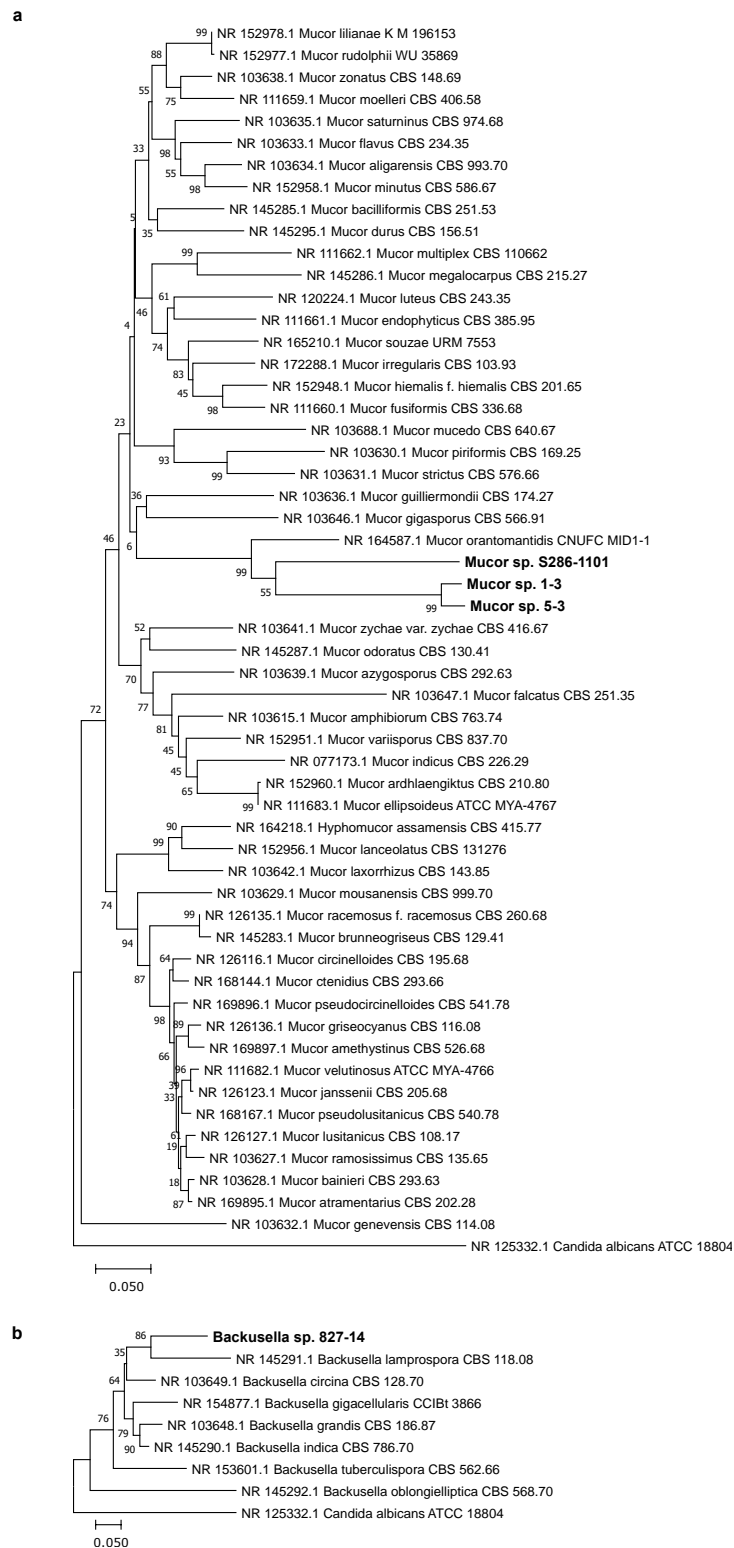 a
99
NR 152978.1 Mucor lilianae K M 196153
88
NR 152977.1 Mucor rudolphii WU 35869
NR 103638.1 Mucor zonatus CBS 148.69
55
75
NR 111659.1 Mucor moelleri CBS 406.58
NR 103635.1 Mucor saturninus CBS 974.68
33
98
NR 103633.1 Mucor flavus CBS 234.35
55
NR 103634.1 Mucor aligarensis CBS 993.70
98
NR 152958.1 Mucor minutus CBS 586.67
5
NR 145285.1 Mucor bacilliformis CBS 251.53
35
NR 145295.1 Mucor durus CBS 156.51
99
NR 111662.1 Mucor multiplex CBS 110662
NR 145286.1 Mucor megalocarpus CBS 215.27
46
61
NR 120224.1 Mucor luteus CBS 243.35
4
NR 111661.1 Mucor endophyticus CBS 385.95
74
NR 165210.1 Mucor souzae URM 7553
83
NR 172288.1 Mucor irregularis CBS 103.93
45
NR 152948.1 Mucor hiemalis f. hiemalis CBS 201.65
98
NR 111660.1 Mucor fusiformis CBS 336.68
23
NR 103688.1 Mucor mucedo CBS 640.67
93
NR 103630.1 Mucor piriformis CBS 169.25
99
NR 103631.1 Mucor strictus CBS 576.66
36
NR 103636.1 Mucor guilliermondii CBS 174.27
NR 103646.1 Mucor gigasporus CBS 566.91
46
6
NR 164587.1 Mucor orantomantidis CNUFC MID1-1
99
Mucor sp. S286-1101
55
Mucor sp. 1-3
99
Mucor sp. 5-3
52
NR 103641.1 Mucor zychae var. zychae CBS 416.67
NR 145287.1 Mucor odoratus CBS 130.41
70
NR 103639.1 Mucor azygosporus CBS 292.63
77
NR 103647.1 Mucor falcatus CBS 251.35
72
81
NR 103615.1 Mucor amphibiorum CBS 763.74
45
NR 152951.1 Mucor variisporus CBS 837.70
45
NR 077173.1 Mucor indicus CBS 226.29
65
NR 152960.1 Mucor ardhlaengiktus CBS 210.80
99
NR 111683.1 Mucor ellipsoideus ATCC MYA-4767
90
NR 164218.1 Hyphomucor assamensis CBS 415.77
99
NR 152956.1 Mucor lanceolatus CBS 131276
NR 103642.1 Mucor laxorrhizus CBS 143.85
74
NR 103629.1 Mucor mousanensis CBS 999.70
94
99
NR 126135.1 Mucor racemosus f. racemosus CBS 260.68
NR 145283.1 Mucor brunneogriseus CBS 129.41
87
64
NR 126116.1 Mucor circinelloides CBS 195.68
NR 168144.1 Mucor ctenidius CBS 293.66
98
NR 169896.1 Mucor pseudocircinelloides CBS 541.78
89
NR 126136.1 Mucor griseocyanus CBS 116.08
66
NR 169897.1 Mucor amethystinus CBS 526.68
96
NR 111682.1 Mucor velutinosus ATCC MYA-4766
39
NR 126123.1 Mucor janssenii CBS 205.68
33
NR 168167.1 Mucor pseudolusitanicus CBS 540.78
61
NR 126127.1 Mucor lusitanicus CBS 108.17
19
NR 103627.1 Mucor ramosissimus CBS 135.65
18
NR 103628.1 Mucor bainieri CBS 293.63
87
NR 169895.1 Mucor atramentarius CBS 202.28
NR 103632.1 Mucor genevensis CBS 114.08
NR 125332.1 Candida albicans ATCC 18804
0.050
b
86
Backusella sp. 827-14
35
NR 145291.1 Backusella lamprospora CBS 118.08
64
NR 103649.1 Backusella circina CBS 128.70
NR 154877.1 Backusella gigacellularis CCIBt 3866
76
79
NR 103648.1 Backusella grandis CBS 186.87
90
NR 145290.1 Backusella indica CBS 786.70
NR 153601.1 Backusella tuberculispora CBS 562.66
NR 145292.1 Backusella oblongielliptica CBS 568.70
NR 125332.1 Candida albicans ATCC 18804
0.050